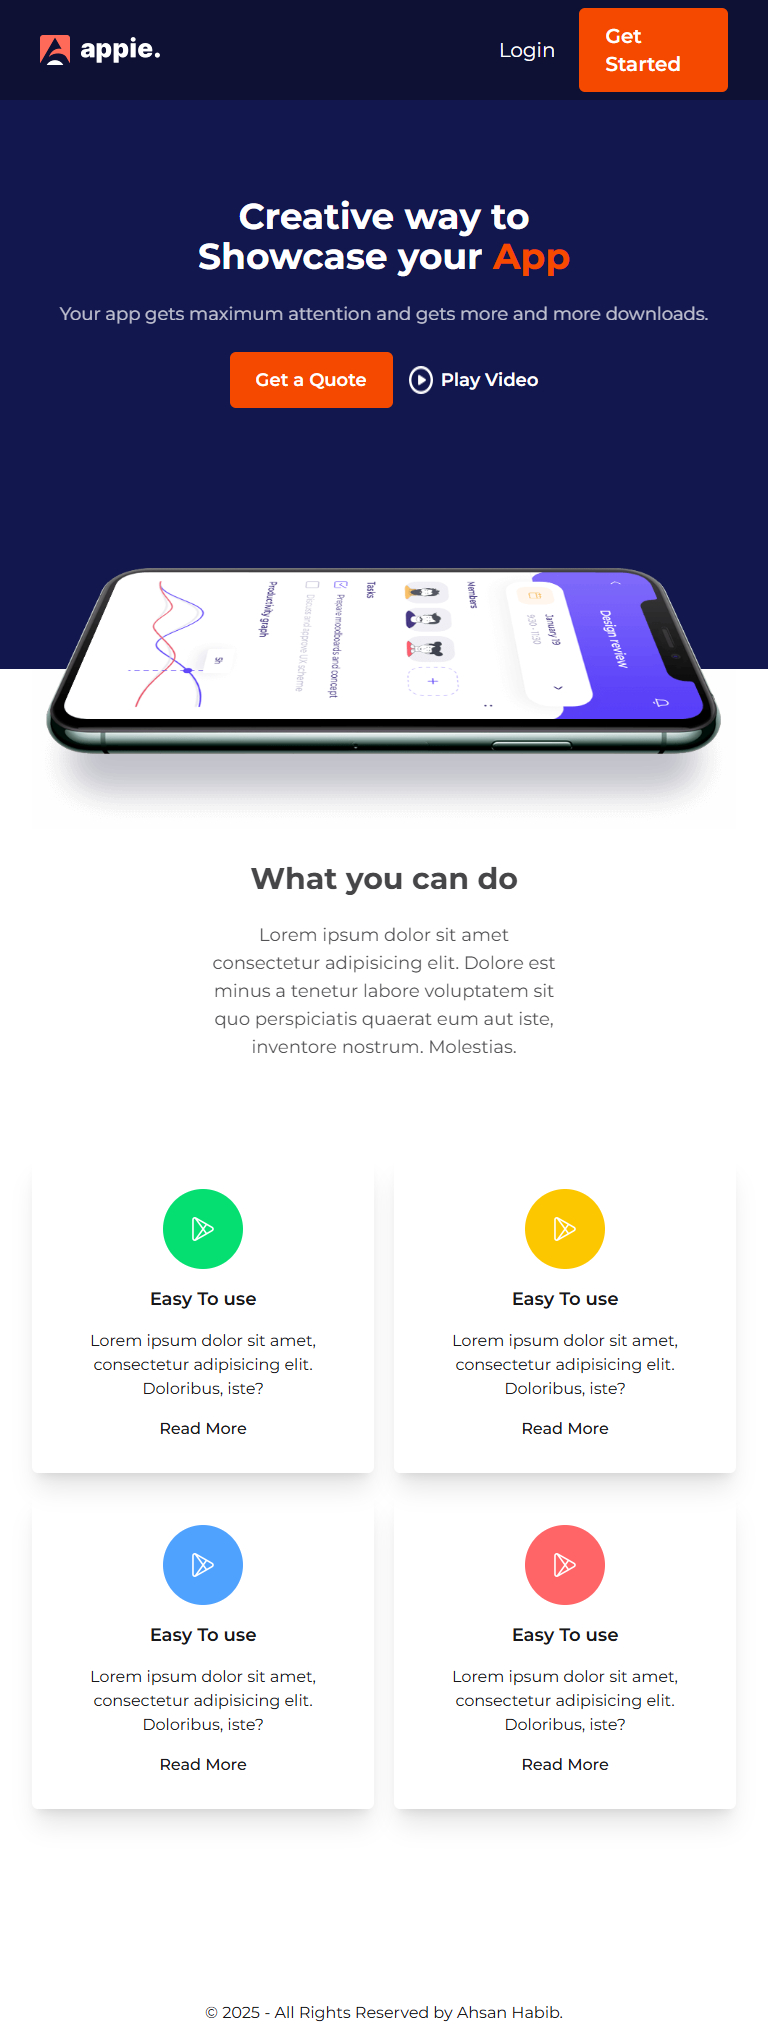 appie.
Login
Get
Started
Creative way to
Showcase your App
Your app gets maximum attention and gets more and more downloads.
Get a Quote
Play Video
Design review
January 19
9:30 - 11:30
Members
Tasks
Prepare moodboards and concept
Discuss and approve UX scheme
Productivity graph
5h
What you can do
Lorem ipsum dolor sit amet
consectetur adipisicing elit. Dolore est
minus a tenetur labore voluptatem sit
quo perspiciatis quaerat eum aut iste,
inventore nostrum. Molestias.
Easy To use
Lorem ipsum dolor sit amet,
consectetur adipisicing elit.
Doloribus, iste?
Read More
Easy To use
Lorem ipsum dolor sit amet,
consectetur adipisicing elit.
Doloribus, iste?
Read More
Easy To use
Lorem ipsum dolor sit amet,
consectetur adipisicing elit.
Doloribus, iste?
Read More
Easy To use
Lorem ipsum dolor sit amet,
consectetur adipisicing elit.
Doloribus, iste?
Read More
© 2025 - All Rights Reserved by Ahsan Habib.